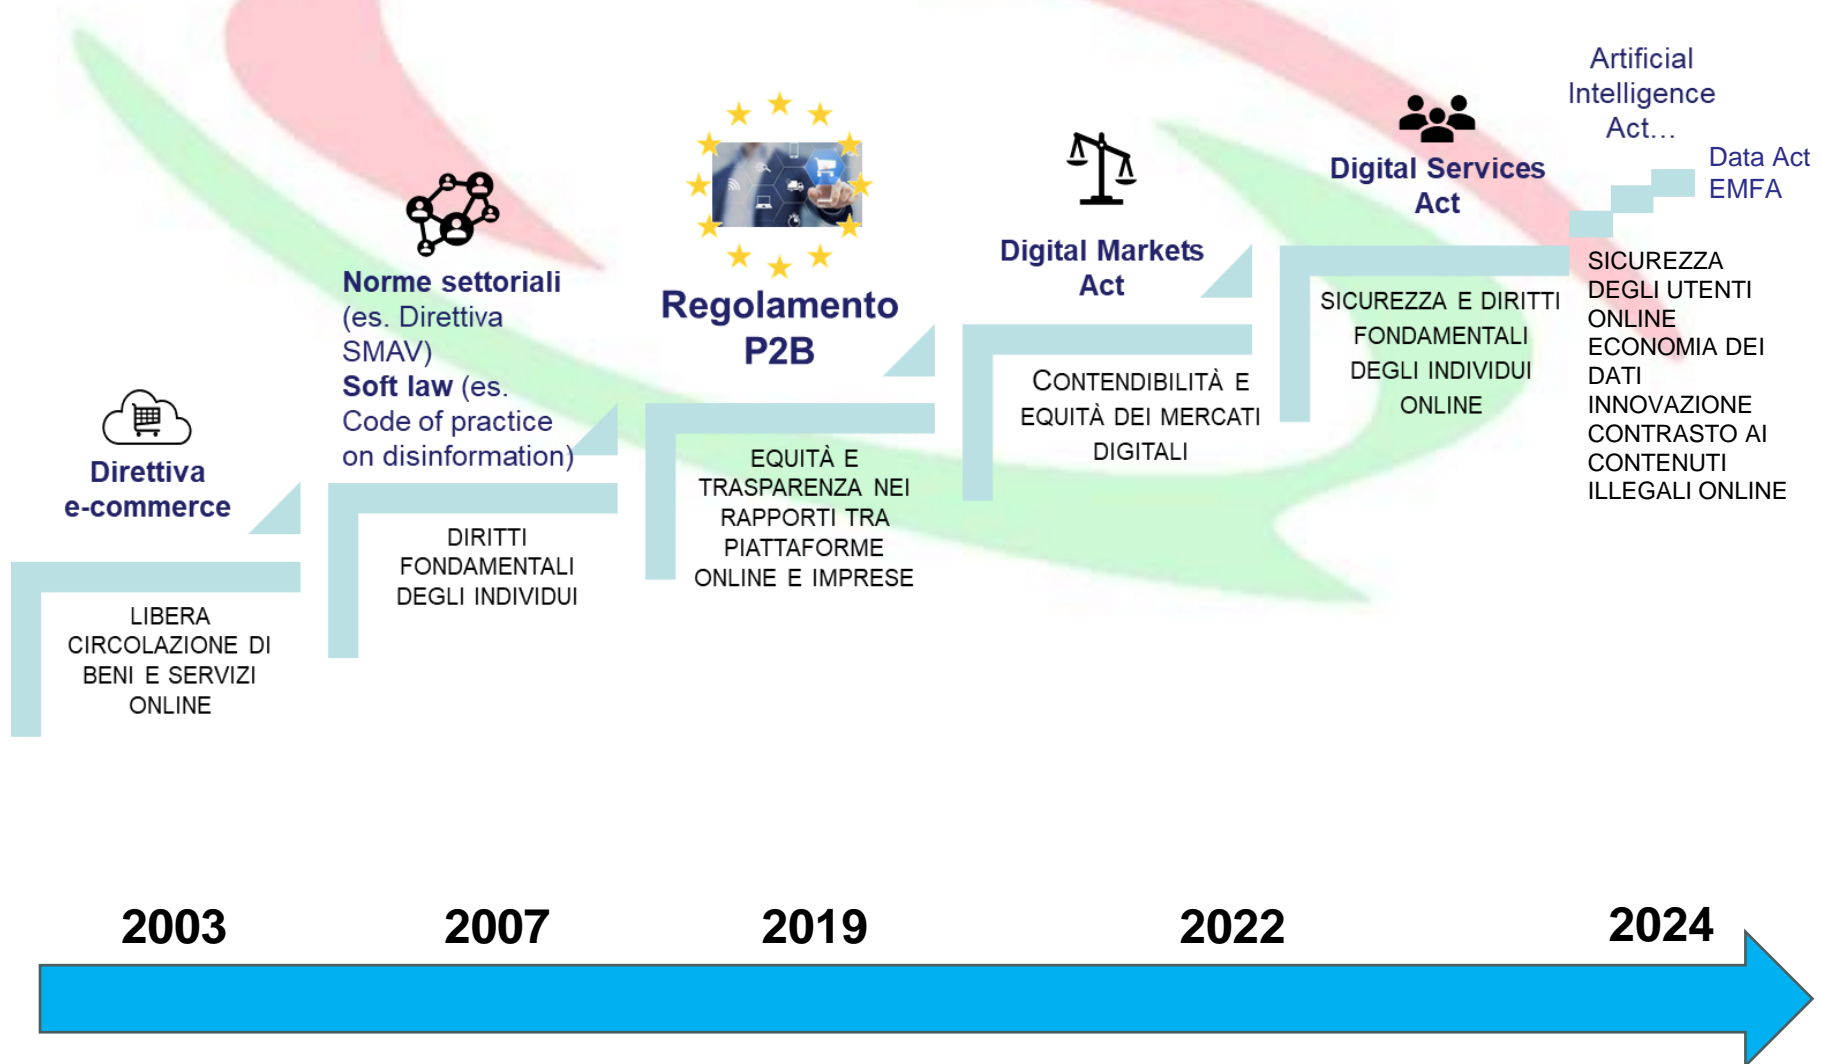 Direttiva
e-commerce
LIBERA
CIRCOLAZIONE DI
BENI E SERVIZI
ONLINE
Norme settoriali
(es. Direttiva
SMAV)
Soft law (es.
Code of practice
on disinformation)
DIRITTI
FONDAMENTALI
DEGLI INDIVIDUI
Regolamento
P2B
EQUITÀ E
TRASPARENZA NEI
RAPPORTI TRA
PIATTAFORME
ONLINE E IMPRESE
Digital Markets
Act
CONTENDIBILITÀ E
EQUITÀ DEI MERCATI
DIGITALI
Digital Services
Act
SICUREZZA E DIRITTI
FONDAMENTALI
DEGLI INDIVIDUI
ONLINE
Artificial
Intelligence
Act…
Data Act
EMFA
SICUREZZA
DEGLI UTENTI
ONLINE
ECONOMIA DEI
DATI
INNOVAZIONE
CONTRASTO AI
CONTENUTI
ILLEGALI ONLINE
2003
2007
2019
2022
2024